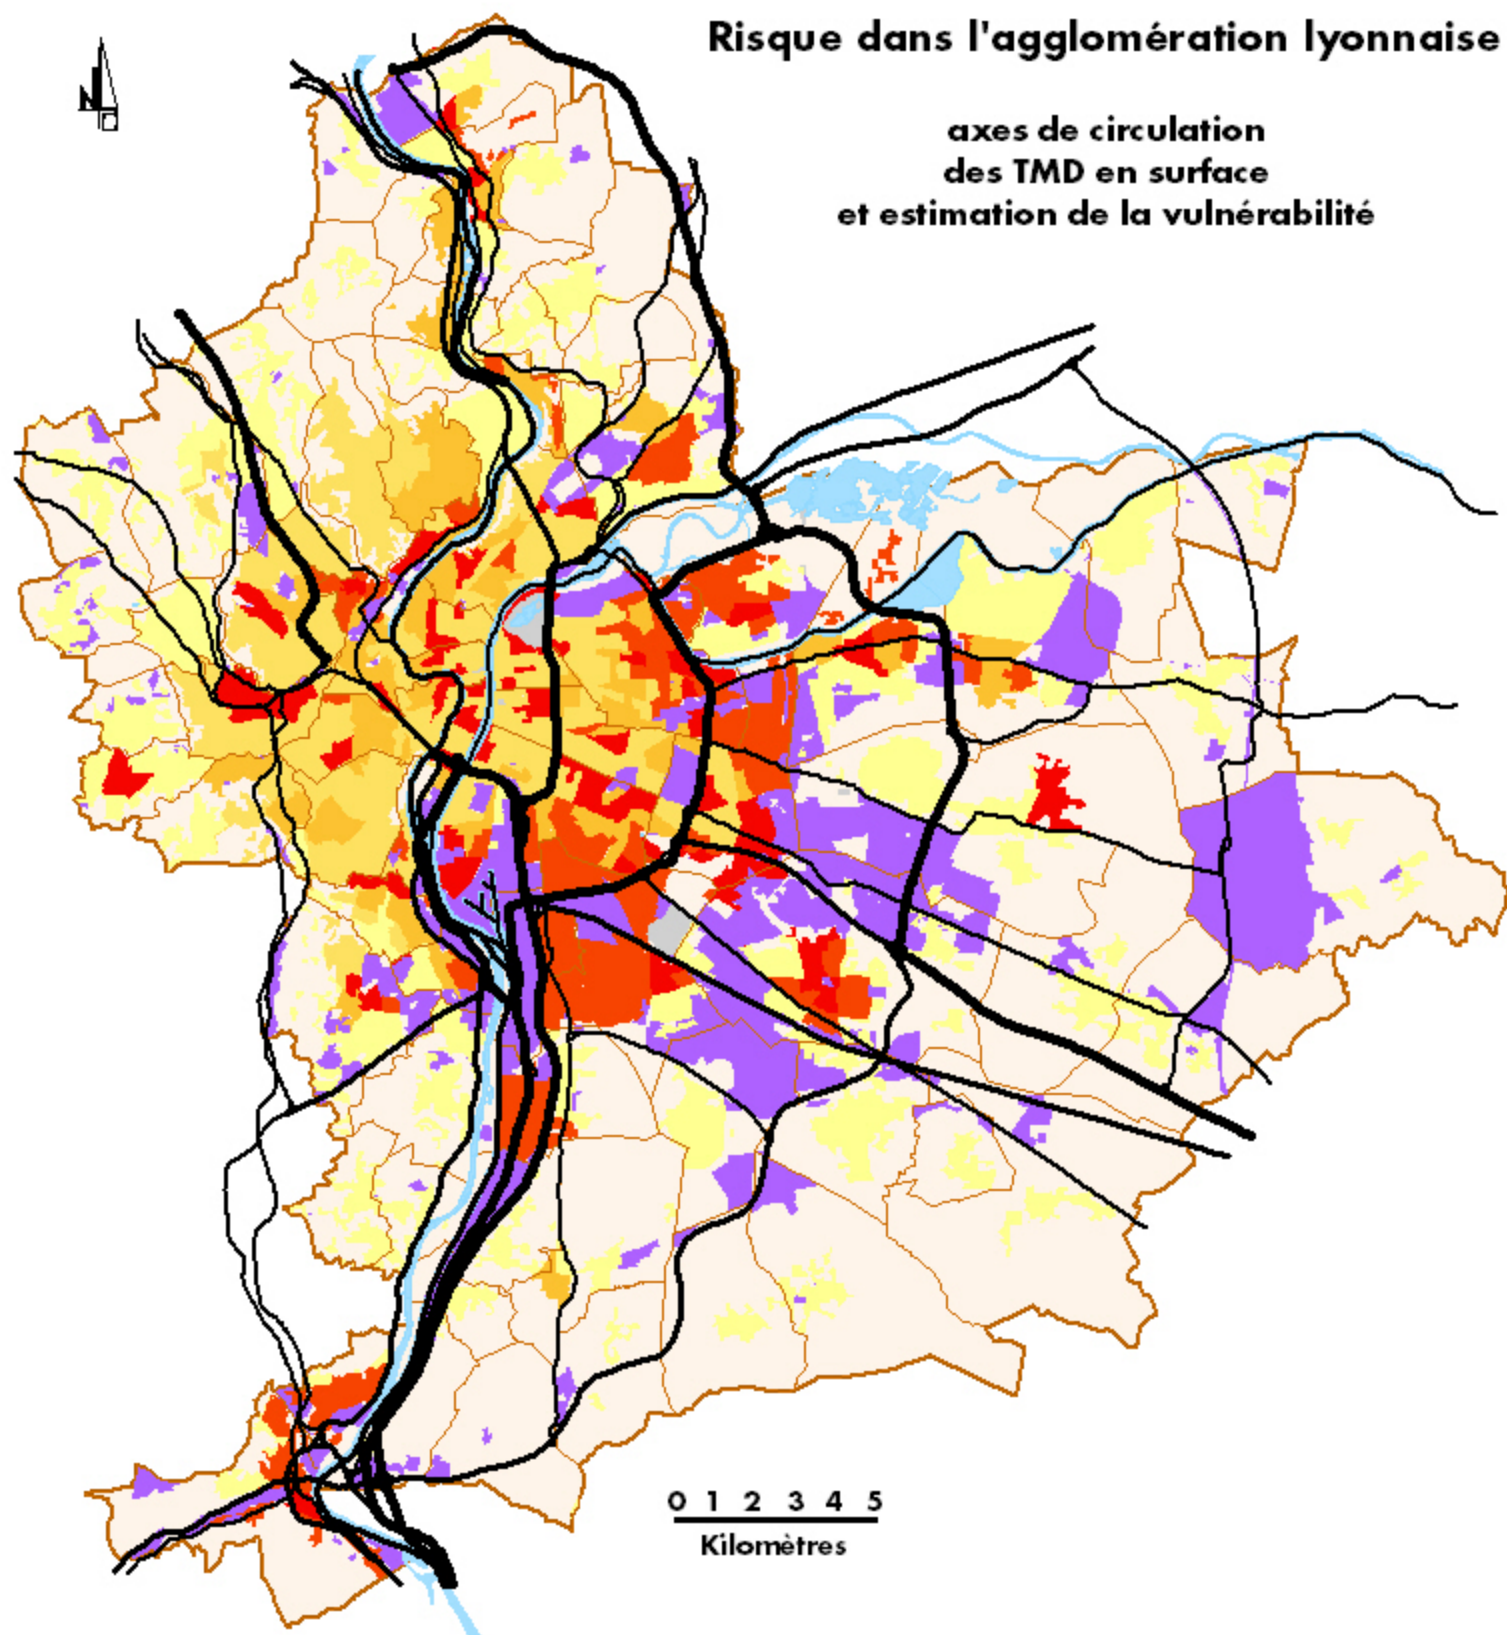 Risque dans l'agglomération lyonnaise
axes de circulation
des TMD en surface
et estimation de la vulnérabilité
N
0 1 2 3 4 5
Kilomètres